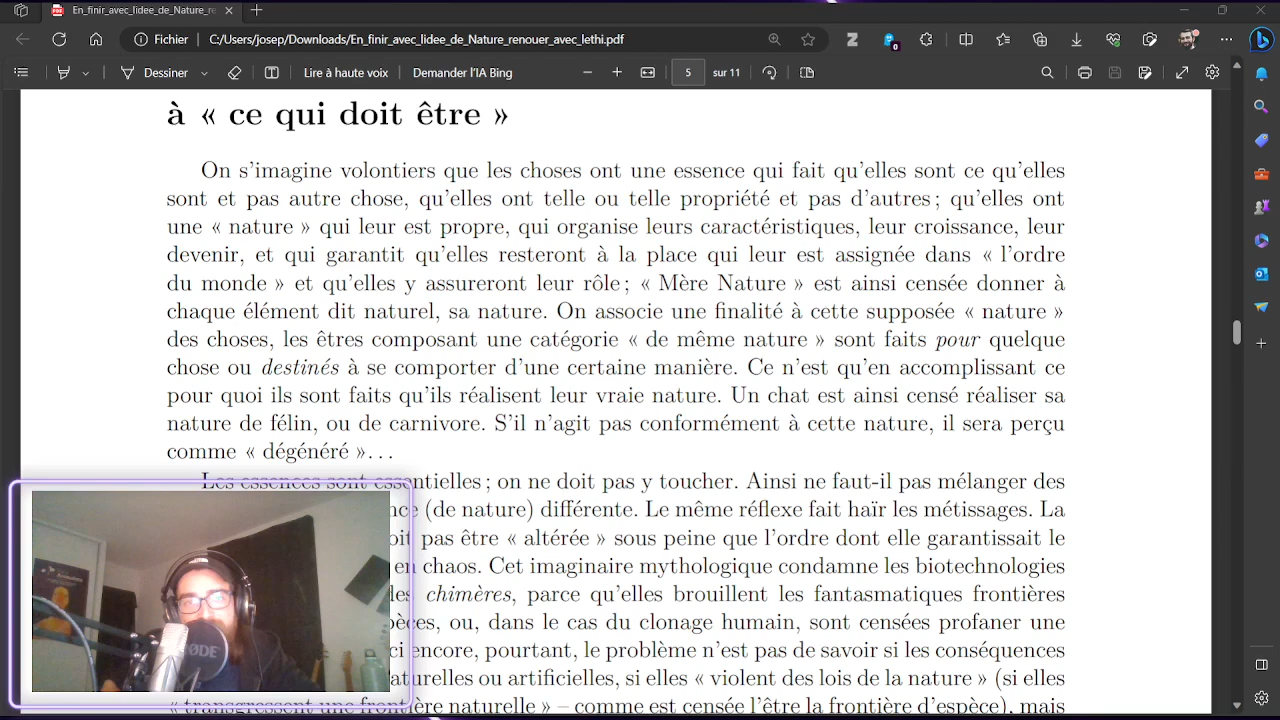 En_finir_avec_lidee_de_Nature_re
Fichier C:/Users/josep/Downloads/En_finir_avec_lidee_de_Nature_renouer_avec_lethi.pdf
0
Dessiner Lire à haute voix Demander l'IA Bing 5 sur 11
à « ce qui doit être »
On s'imagine volontiers que les choses ont une essence qui fait qu'elles sont ce qu'elles
sont et pas autre chose, qu'elles ont telle ou telle propriété et pas d'autres ; qu'elles ont
une « nature » qui leur est propre, qui organise leurs caractéristiques, leur croissance, leur
devenir, et qui garantit qu'elles resteront à la place qui leur est assignée dans « l'ordre
du monde » et qu'elles y assureront leur rôle ; « Mère Nature » est ainsi censée donner à
chaque élément dit naturel, sa nature. On associe une finalité à cette supposée « nature »
des choses, les êtres composant une catégorie « de même nature » sont faits pour quelque
chose ou destinés à se comporter d'une certaine manière. Ce n'est qu'en accomplissant ce
pour quoi ils sont faits qu'ils réalisent leur vraie nature. Un chat est ainsi censé réaliser sa
nature de félin, ou de carnivore. S'il n'agit pas conformément à cette nature, il sera perçu
comme « dégénéré »...
Les essences sont essentielles ; on ne doit pas y toucher. Ainsi ne faut-il pas mélanger des
(de nature) différente. Le même réflexe fait haïr les métissages. La
pas être « altérée » sous peine que l'ordre dont elle garantissait le
en chaos. Cet imaginaire mythologique condamne les biotechnologies
chimères, parce qu'elles brouillent les fantasmatiques frontières
ou, dans le cas du clonage humain, sont censées profaner une
encore, pourtant, le problème n'est pas de savoir si les conséquences
ou artificielles, si elles « violent des lois de la nature » (si elles
« transgressent une frontière naturelle » – comme est censée l'être la frontière d'espèce), mais
RØDE